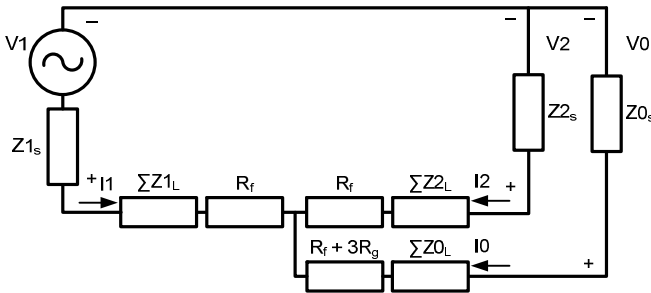 V1
−
−
−
V2
V0
Z1s
Z2s
Z0s
+
I1
∑Z1L
Rf
Rf
∑Z2L
I2
+
Rf + 3Rg
∑Z0L
I0
+